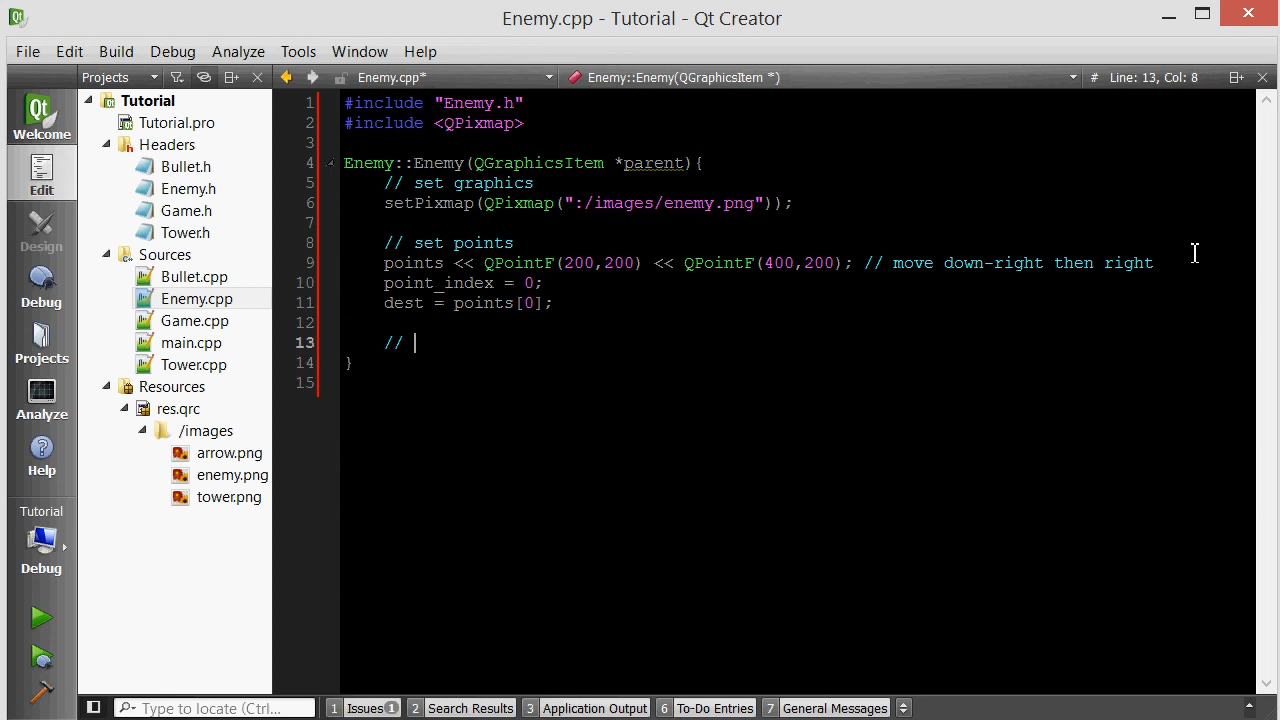 Enemy.cpp - Tutorial - Qt Creator
File Edit Build Debug Analyze Tools Window Help
Projects Enemy.cpp* Enemy::Enemy(QGraphicsItem *) # Line: 13, Col: 8
Qt
Welcome
Edit
Design
Debug
Projects
Analyze
Help
Tutorial
Debug
Tutorial
Tutorial.pro
Headers
Bullet.h
Enemy.h
Game.h
Tower.h
Sources
Bullet.cpp
Enemy.cpp
Game.cpp
main.cpp
Tower.cpp
Resources
res.qrc
/images
arrow.png
enemy.png
tower.png
1 #include "Enemy.h"
2 #include <QPixmap>
3
4 Enemy::Enemy(QGraphicsItem *parent){
5 // set graphics
6 setPixmap(QPixmap(":/images/enemy.png"));
7
8 // set points
9 points << QPointF(200,200) << QPointF(400,200); // move down-right then right
10 point_index = 0;
11 dest = points[0];
12
13 //
14 }
15
Type to locate (Ctrl... 1 Issues 1 2 Search Results 3 Application Output 6 To-Do Entries 7 General Messages